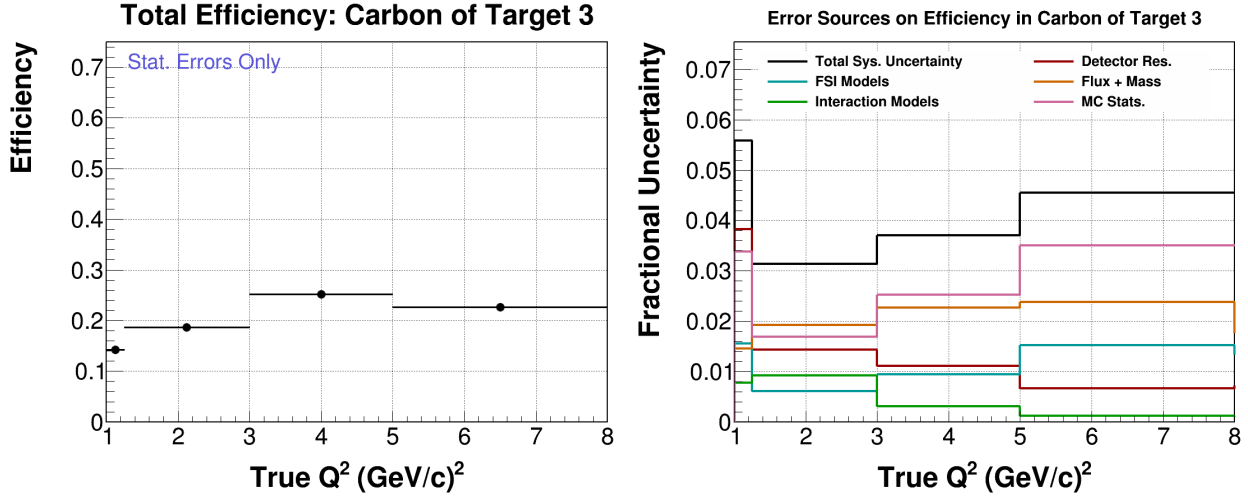 Total Efficiency: Carbon of Target 3
Efficiency
Stat. Errors Only
0.7
0.6
0.5
0.4
0.3
0.2
0.1
0
1 2 3 4 5 6 7 8
True Q² (GeV/c)²
Error Sources on Efficiency in Carbon of Target 3
Fractional Uncertainty
Total Sys. Uncertainty
FSI Models
Interaction Models
Detector Res.
Flux + Mass
MC Stats.
0.07
0.06
0.05
0.04
0.03
0.02
0.01
0
1 2 3 4 5 6 7 8
True Q² (GeV/c)²